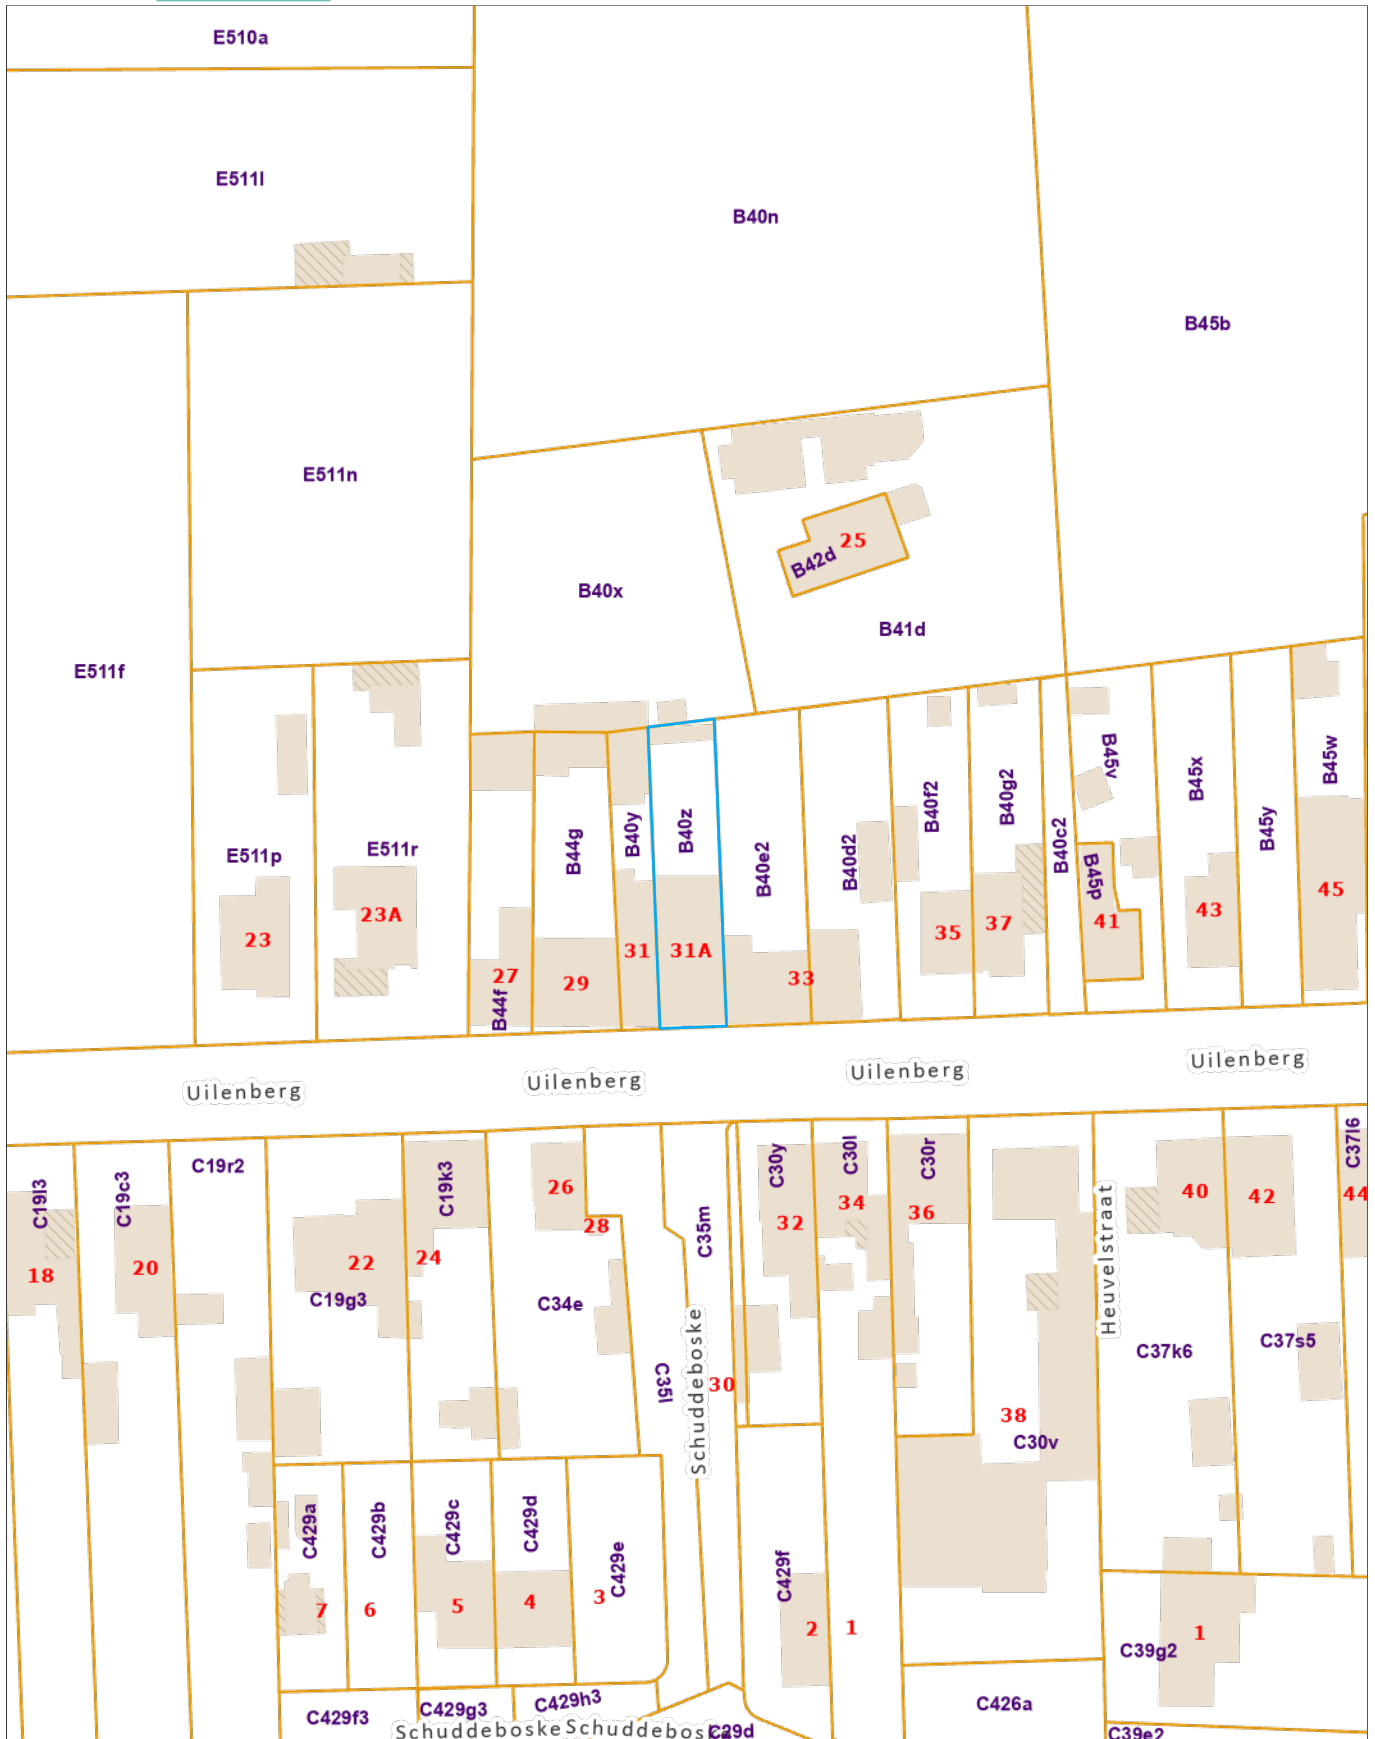 E510a
E511l
B40n
B45b
E511n
25
B42d
B40x
B41d
E511f
B45v
B45w
B45x
B40f2
B40g2
B45y
B44g
B40y
B40z
B40c2
E511p
E511r
B40e2
B40d2
B45p
45
23A
43
41
37
35
23
31
31A
27
29
33
B44f
Uilenberg
Uilenberg
Uilenberg
Uilenberg
C19l3
C19c3
C19r2
C19k3
C30y
C30l
C30r
C37l6
26
40
42
44
34
36
32
28
C35m
Heuvelstraat
24
22
20
18
C19g3
C34e
C37s5
C37k6
Schuddeboske
C35l
30
38
C30v
C429a
C429b
C429c
C429d
C429e
C429f
7
6
5
4
3
2
1
1
C39g2
C429f3
C429g3
C429h3
C426a
Schuddeboske
Schuddeboske
C29d
C39e2